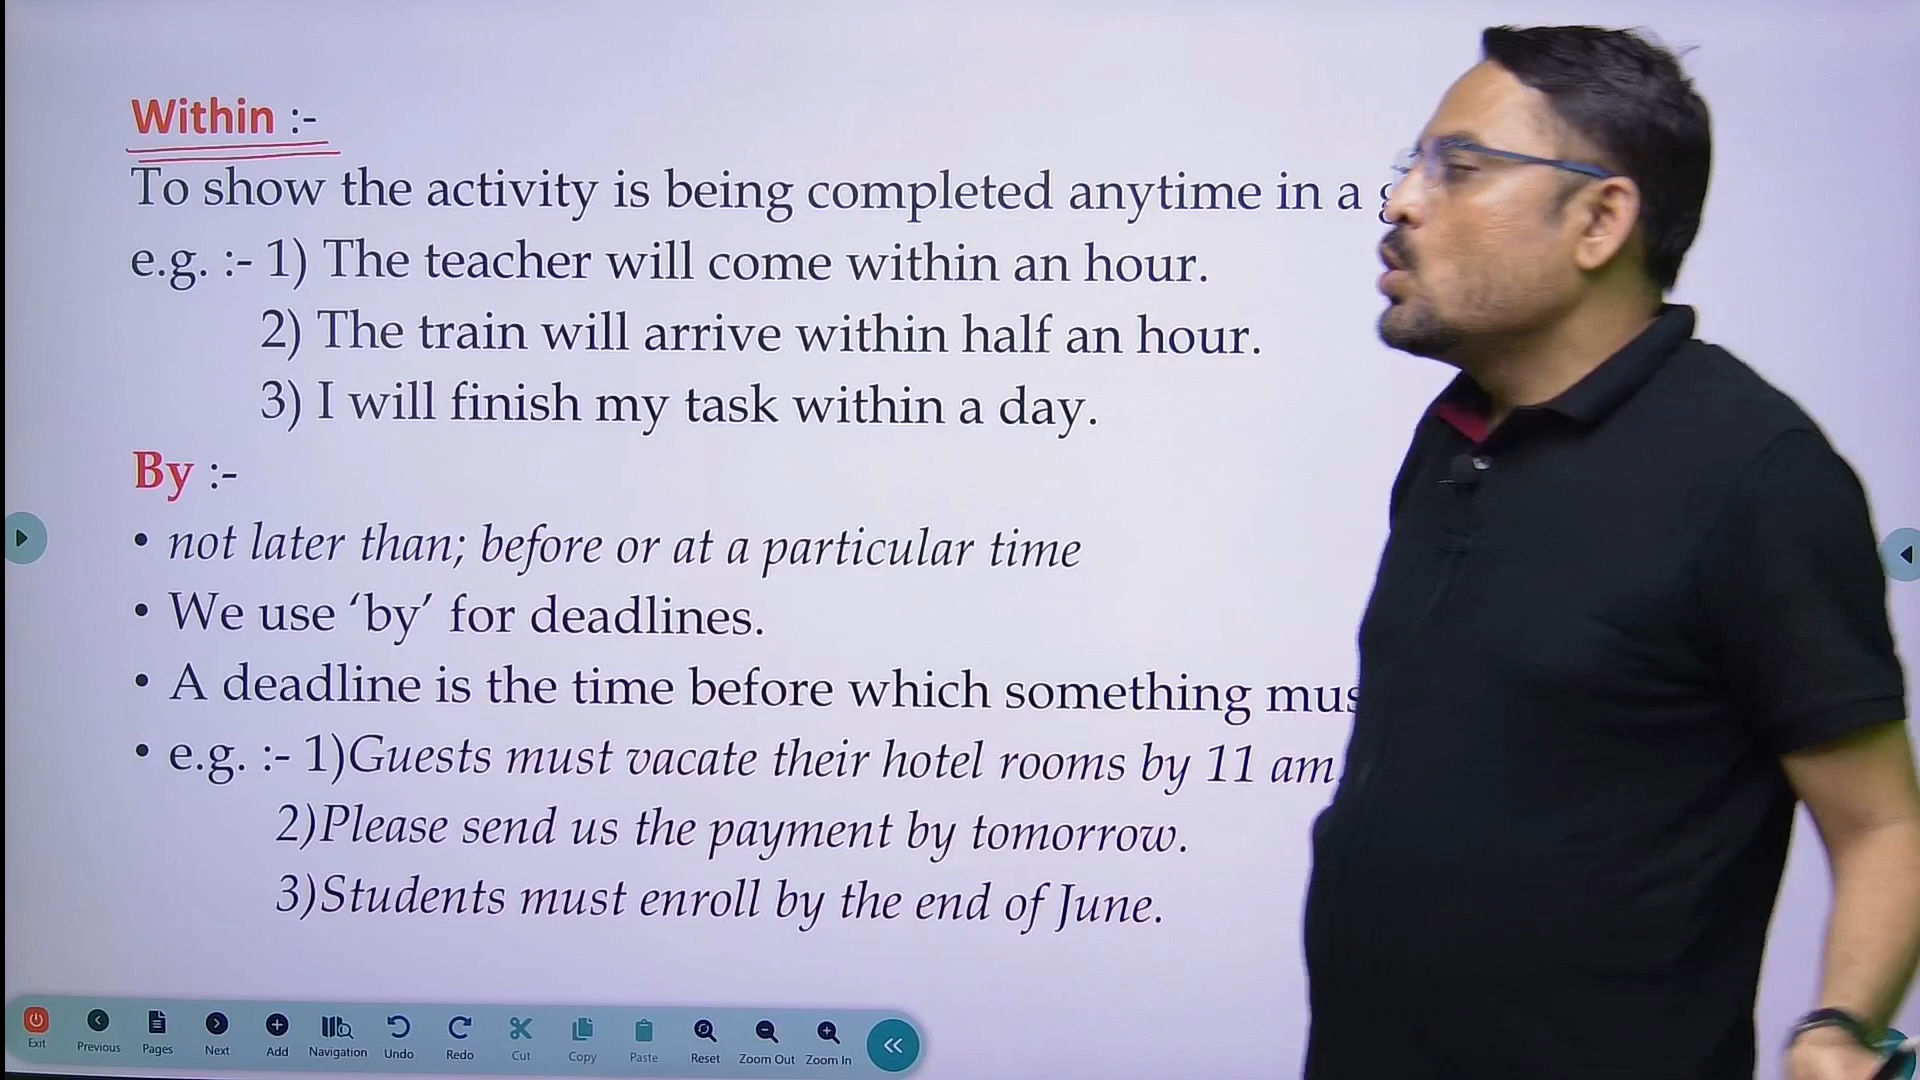 Within :-
To show the activity is being completed anytime in a
e.g. :- 1) The teacher will come within an hour.
2) The train will arrive within half an hour.
3) I will finish my task within a day.
By :-
• not later than; before or at a particular time
• We use ‘by’ for deadlines.
• A deadline is the time before which something
• e.g. :- 1)Guests must vacate their hotel rooms by 11 am.
2)Please send us the payment by tomorrow.
3)Students must enroll by the end of June.
Exit Previous Pages Next Add Navigation Undo Redo Cut Copy Paste Reset Zoom Out Zoom In